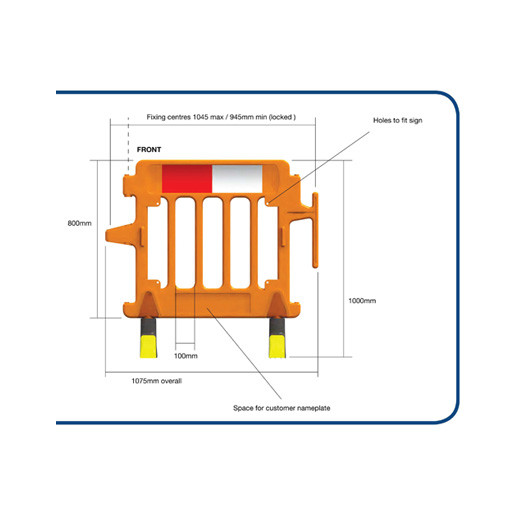 Fixing centres 1045 max / 945mm min (locked )
Holes to fit sign
FRONT
800mm
1000mm
100mm
1075mm overall
Space for customer nameplate